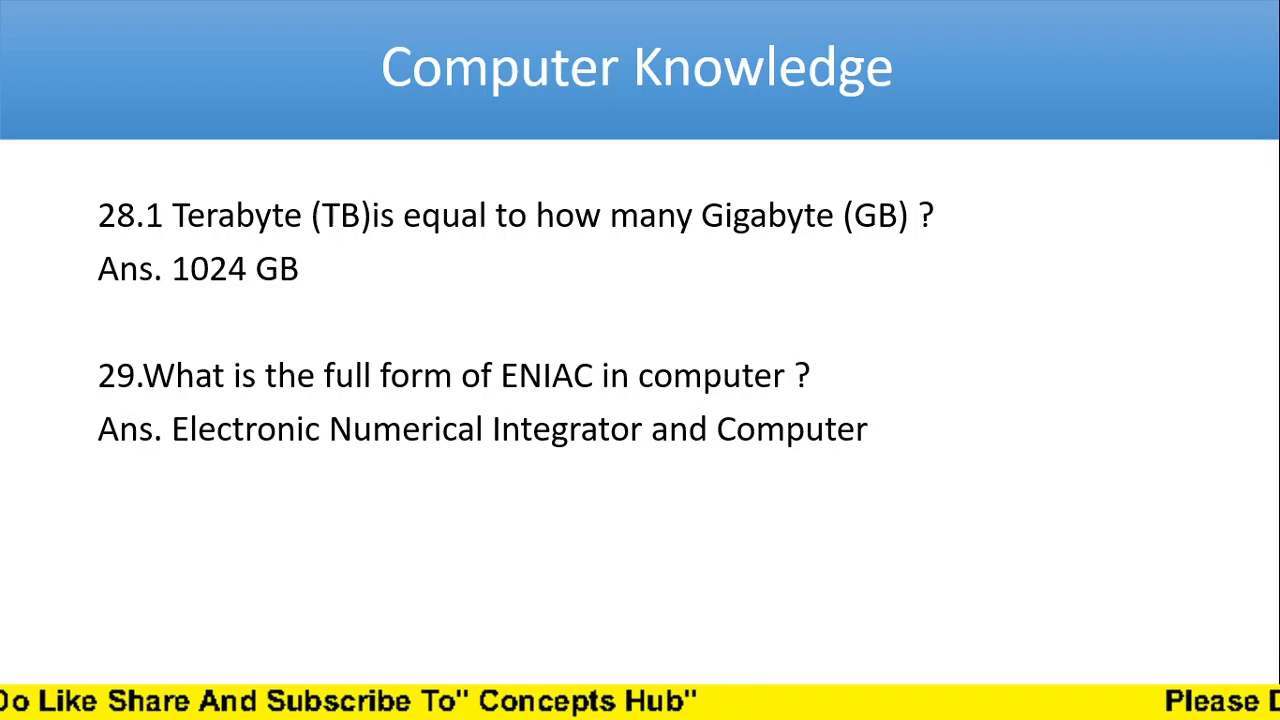 Computer Knowledge
28.1 Terabyte (TB)is equal to how many Gigabyte (GB) ?
Ans. 1024 GB
29.What is the full form of ENIAC in computer ?
Ans. Electronic Numerical Integrator and Computer
Do Like Share And Subscribe To" Concepts Hub" Please